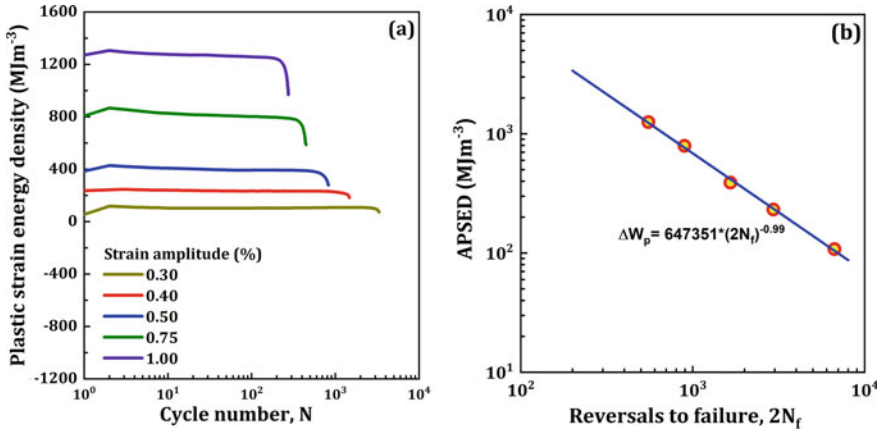 (a)
Plastic strain energy density (MJm⁻³)
1600
1200
800
400
0
-400
-800
-1200
Strain amplitude (%)
0.30
0.40
0.50
0.75
1.00
10⁰ 10¹ 10² 10³ 10⁴
Cycle number, N
(b)
APSED (MJm⁻³)
10⁴
10³
10²
10¹
ΔWp= 647351*(2Nf)-0.99
10² 10³ 10⁴
Reversals to failure, 2Nf